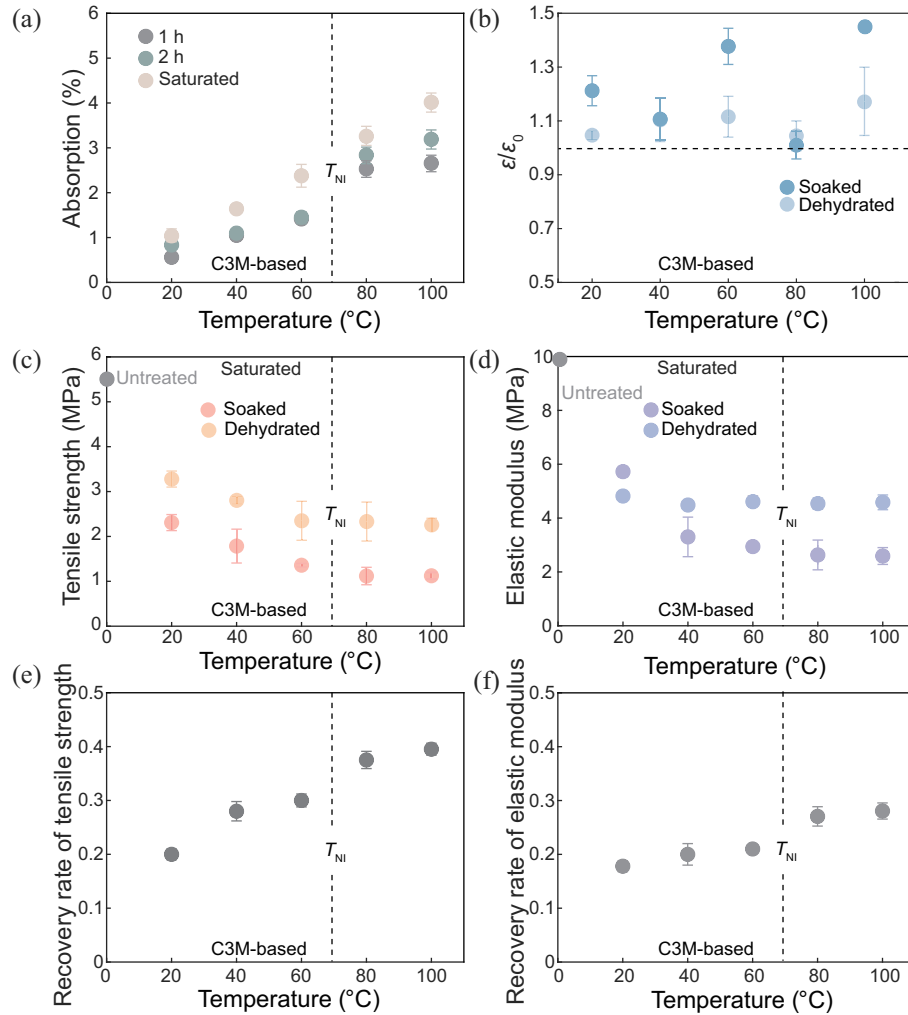 (a)
Absorption (%)
6
5
4
3
2
1
0
1 h
2 h
Saturated
T_NI
C3M-based
0
20
40
60
80
100
Temperature (°C)
(b)
ε/ε₀
1.5
1.3
1.1
0.9
0.7
0.5
Soaked
Dehydrated
C3M-based
20
40
60
80
100
Temperature (°C)
(c)
Tensile strength (MPa)
6
5
3
2
1
0
Untreated
Saturated
Soaked
Dehydrated
T_NI
C3M-based
20
40
60
80
100
Temperature (°C)
(d)
Elastic modulus (MPa)
10
8
6
4
2
0
Untreated
Saturated
Soaked
Dehydrated
T_NI
C3M-based
20
40
60
80
100
Temperature (°C)
(e)
Recovery rate of tensile strength
0.5
0.4
0.3
0.2
0.1
0
T_NI
C3M-based
20
40
60
80
100
Temperature (°C)
(f)
Recovery rate of elastic modulus
0.5
0.4
0.3
0.2
0.1
0
T_NI
C3M-based
20
40
60
80
100
Temperature (°C)